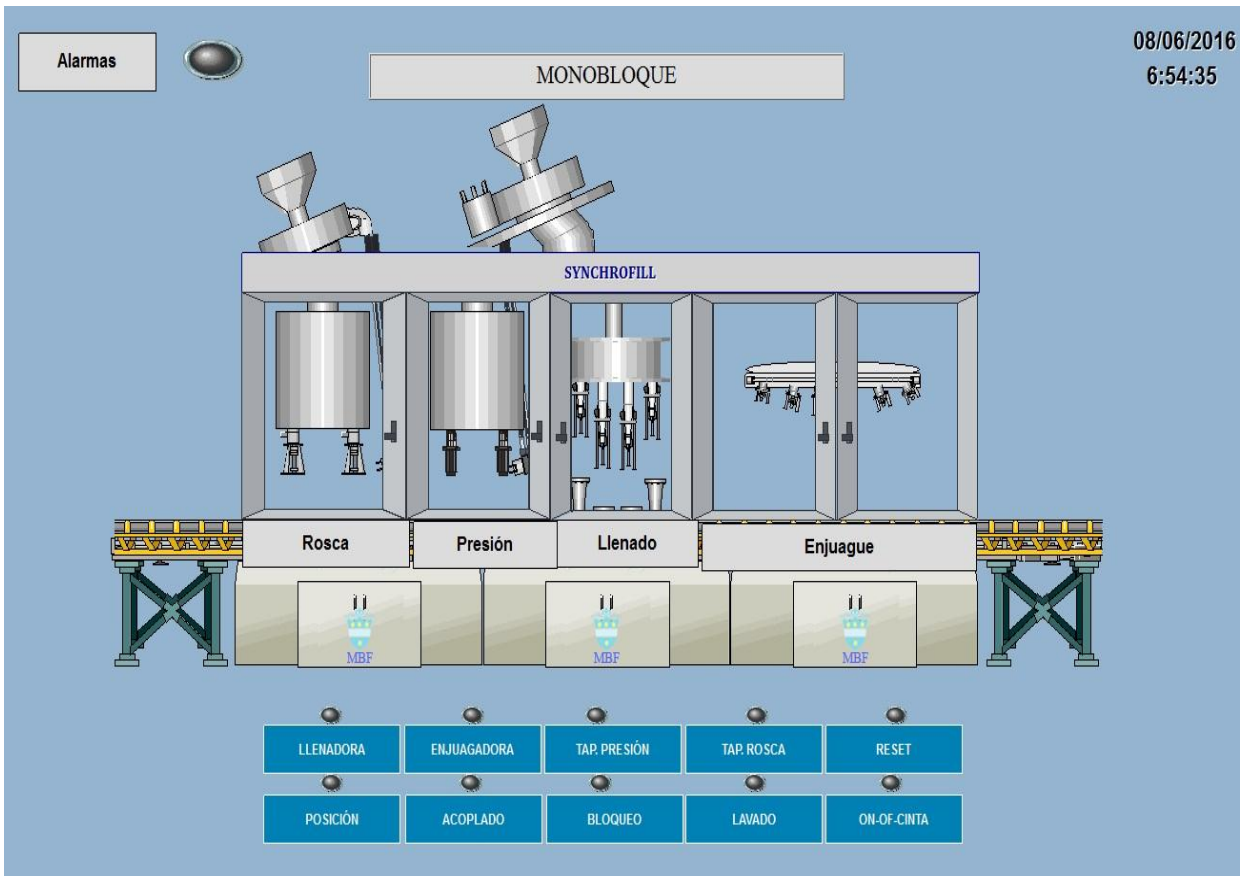 Alarmas
MONOBLOQUE
08/06/2016
6:54:35
SYNCHROFILL
Rosca
Presión
Llenado
Enjuague
MBF
MBF
MBF
LLENADORA
ENJUAGADORA
TAP. PRESIÓN
TAP. ROSCA
RESET
POSICIÓN
ACOPLADO
BLOQUEO
LAVADO
ON-OF-CINTA